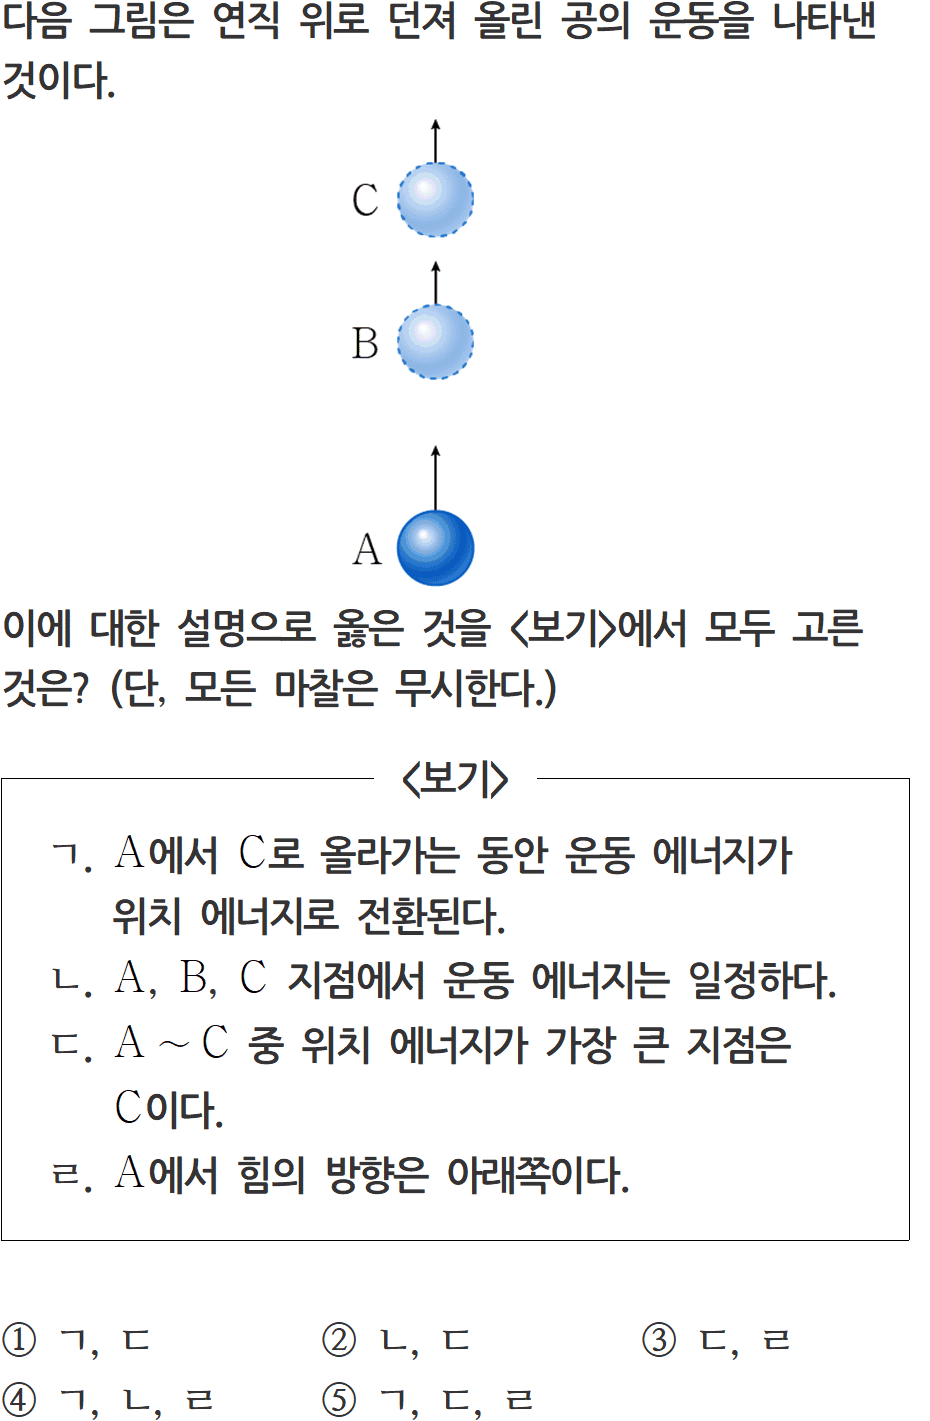 다음 그림은 연직 위로 던져 올린 공의 운동을 나타낸
것이다.
C
B
A
이에 대한 설명으로 옳은 것을 <보기>에서 모두 고른
것은? (단, 모든 마찰은 무시한다.)
<보기>
ㄱ. A에서 C로 올라가는 동안 운동 에너지가
위치 에너지로 전환된다.
ㄴ. A, B, C 지점에서 운동 에너지는 일정하다.
ㄷ. A ~ C 중 위치 에너지가 가장 큰 지점은
C이다.
ㄹ. A에서 힘의 방향은 아래쪽이다.
① ㄱ, ㄷ ② ㄴ, ㄷ ③ ㄷ, ㄹ
④ ㄱ, ㄴ, ㄹ ⑤ ㄱ, ㄷ, ㄹ